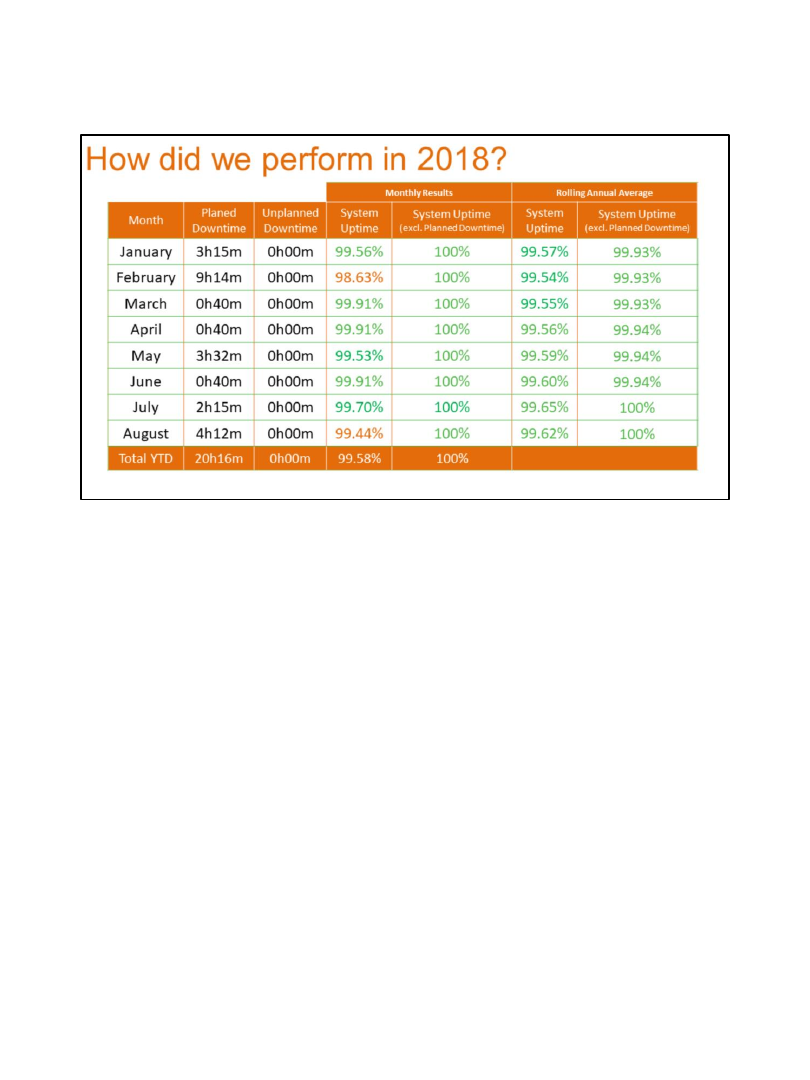 How did we perform in 2018?
Monthly Results Rolling Annual Average
Month Planed Downtime Unplanned Downtime System Uptime System Uptime (excl. Planned Downtime) System Uptime System Uptime (excl. Planned Downtime)
January 3h15m 0h00m 99.56% 100% 99.57% 99.93%
February 9h14m 0h00m 98.63% 100% 99.54% 99.93%
March 0h40m 0h00m 99.91% 100% 99.55% 99.93%
April 0h40m 0h00m 99.91% 100% 99.56% 99.94%
May 3h32m 0h00m 99.53% 100% 99.59% 99.94%
June 0h40m 0h00m 99.91% 100% 99.60% 99.94%
July 2h15m 0h00m 99.70% 100% 99.65% 100%
August 4h12m 0h00m 99.44% 100% 99.62% 100%
Total YTD 20h16m 0h00m 99.58% 100%